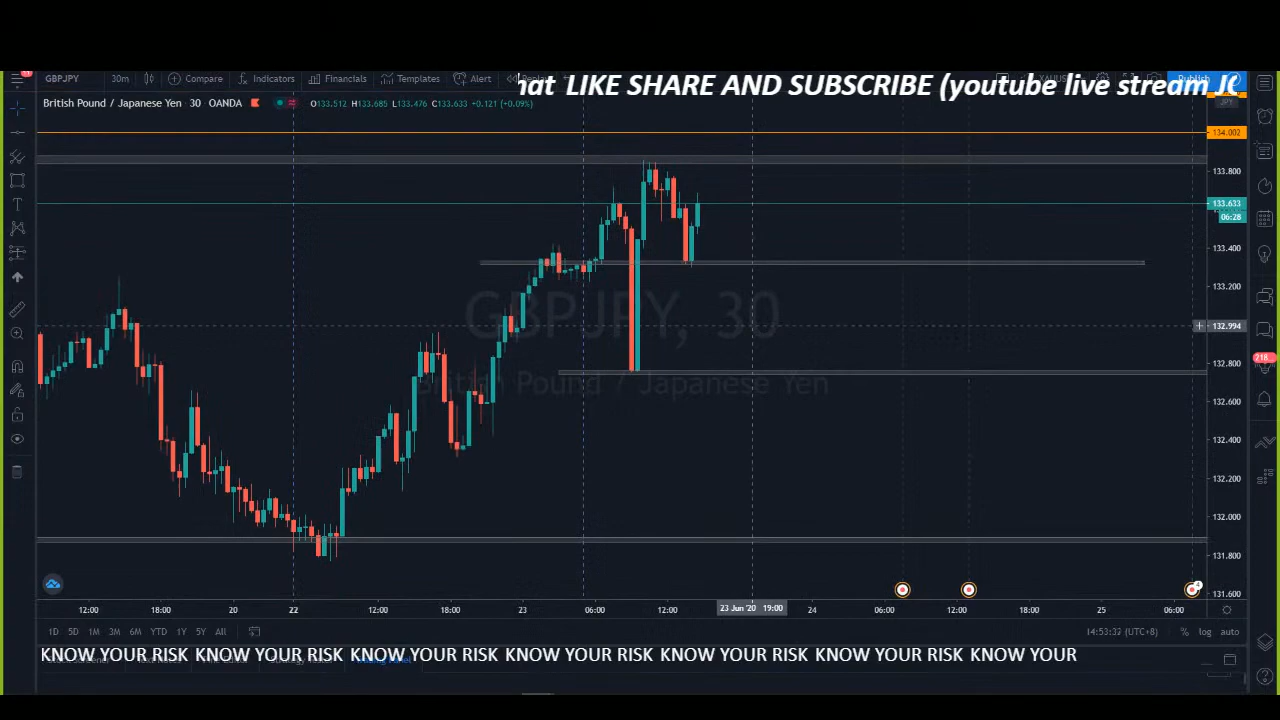 GBPJPY 30m Compare Indicators Financials Templates Alert Publish
hat LIKE SHARE AND SUBSCRIBE (youtube live stream
British Pound / Japanese Yen 30 OANDA O133.512 H133.685 L133.476 C133.633 +0.121 (+0.09%)
JPY
134.002
133.800
133.633
06:28
133.400
133.200
GBPJPY, 30
132.994
132.800
British Pound / Japanese Yen
132.600
132.400
132.200
132.000
131.800
131.600
12:00 18:00 20 22 12:00 18:00 23 06:00 12:00 23 Jun '20 19:00 24 06:00 12:00 25 06:00
1D 5D 1M 3M 6M YTD 1Y 5Y All 14:53:32 (UTC+8) % log auto
KNOW YOUR RISK KNOW YOUR RISK KNOW YOUR RISK KNOW YOUR RISK KNOW YOUR RISK KNOW YOUR RISK KNOW YOUR